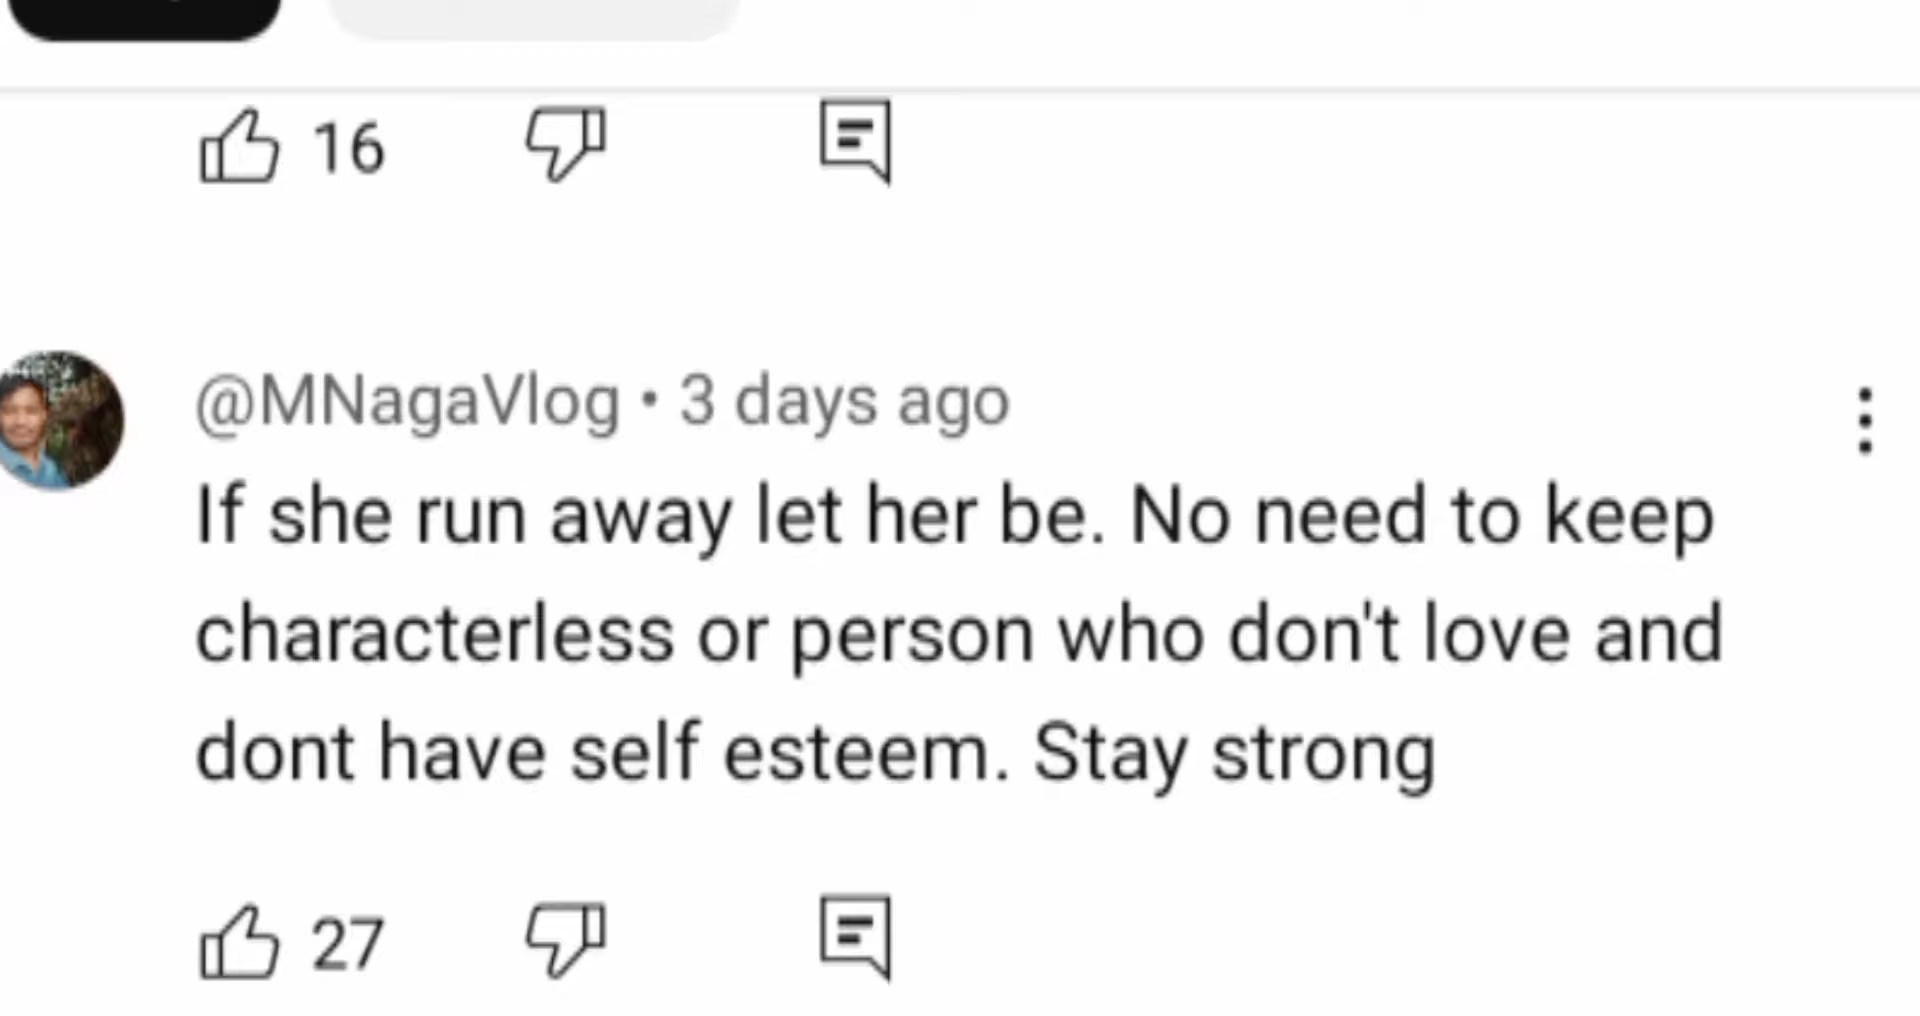 16
@MNagaVlog • 3 days ago
If she run away let her be. No need to keep
characterless or person who don't love and
dont have self esteem. Stay strong
27